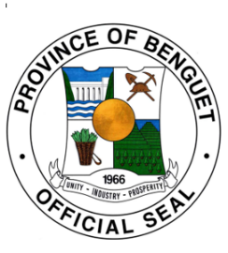 PROVINCE OF BENGUET
1966
UNITY - INDUSTRY - PROSPERITY
OFFICIAL SEAL